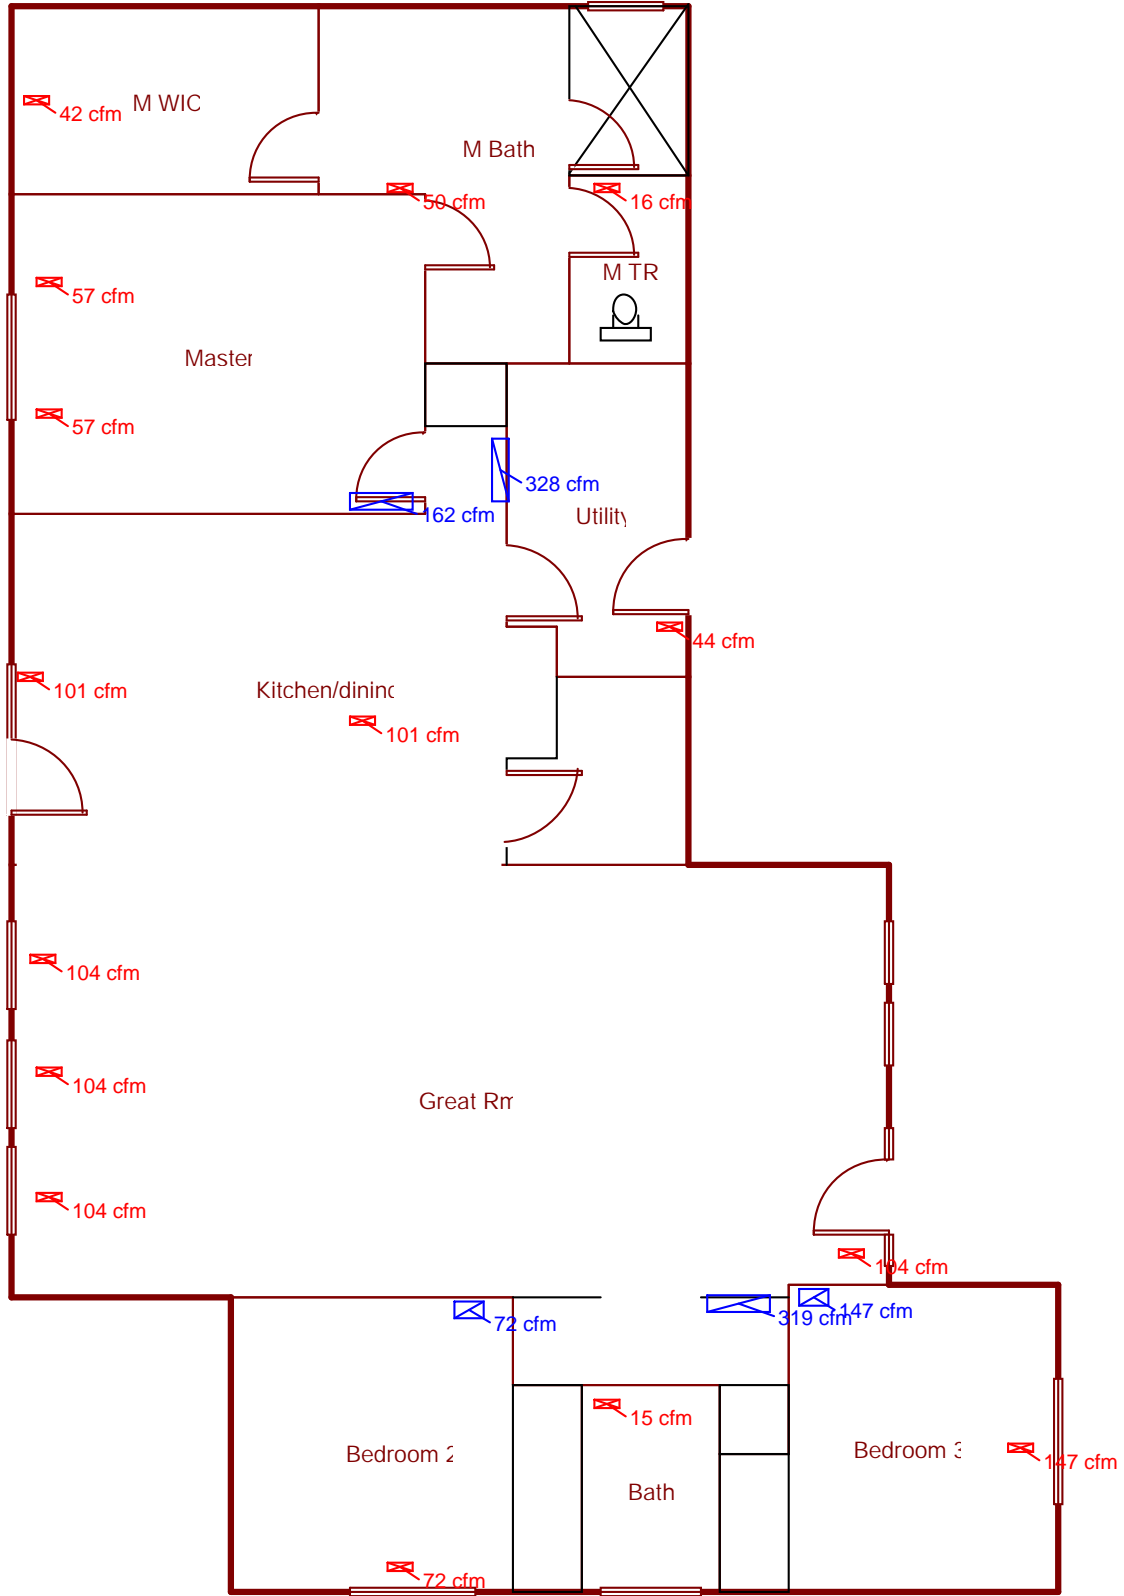 M WIC
42 cfm
M Bath
50 cfm
16 cfm
M TR
57 cfm
Master
57 cfm
328 cfm
162 cfm
Utility
44 cfm
101 cfm
Kitchen/dining
101 cfm
104 cfm
104 cfm
Great Rm
104 cfm
104 cfm
147 cfm
319 cfm
72 cfm
15 cfm
Bedroom 2
Bedroom 3
147 cfm
Bath
72 cfm